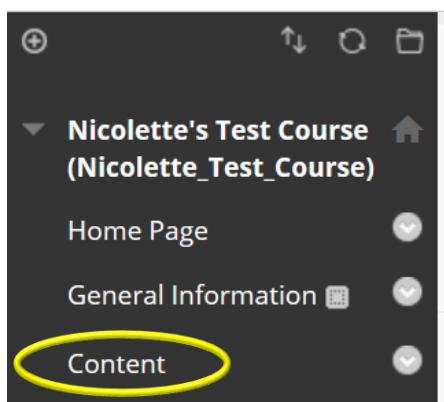 Nicolette's Test Course
(Nicolette_Test_Course)
Home Page
General Information
Content